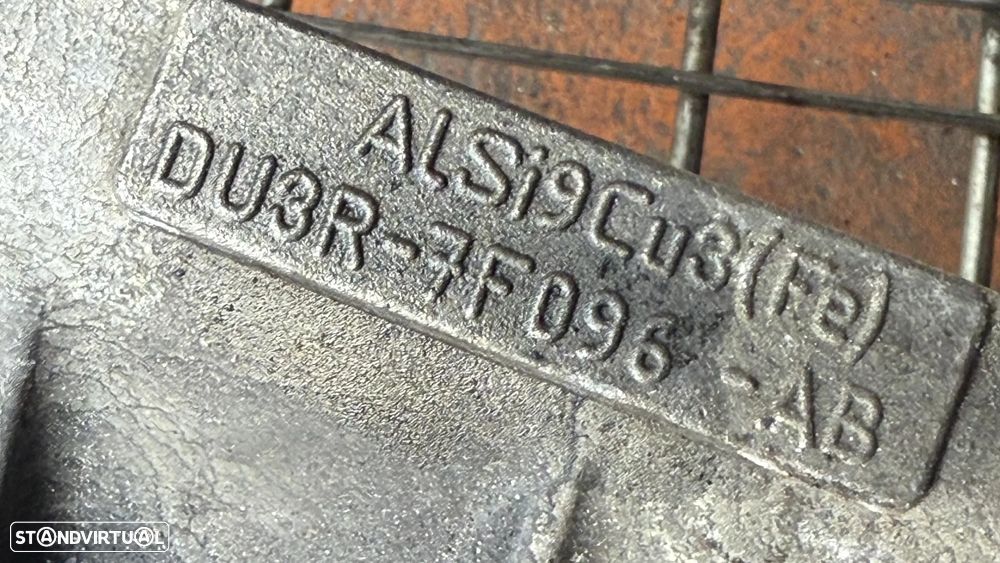 ALSi9Cu3(Fe)
DU3R-7F096-AB
STANDVIRTUAL